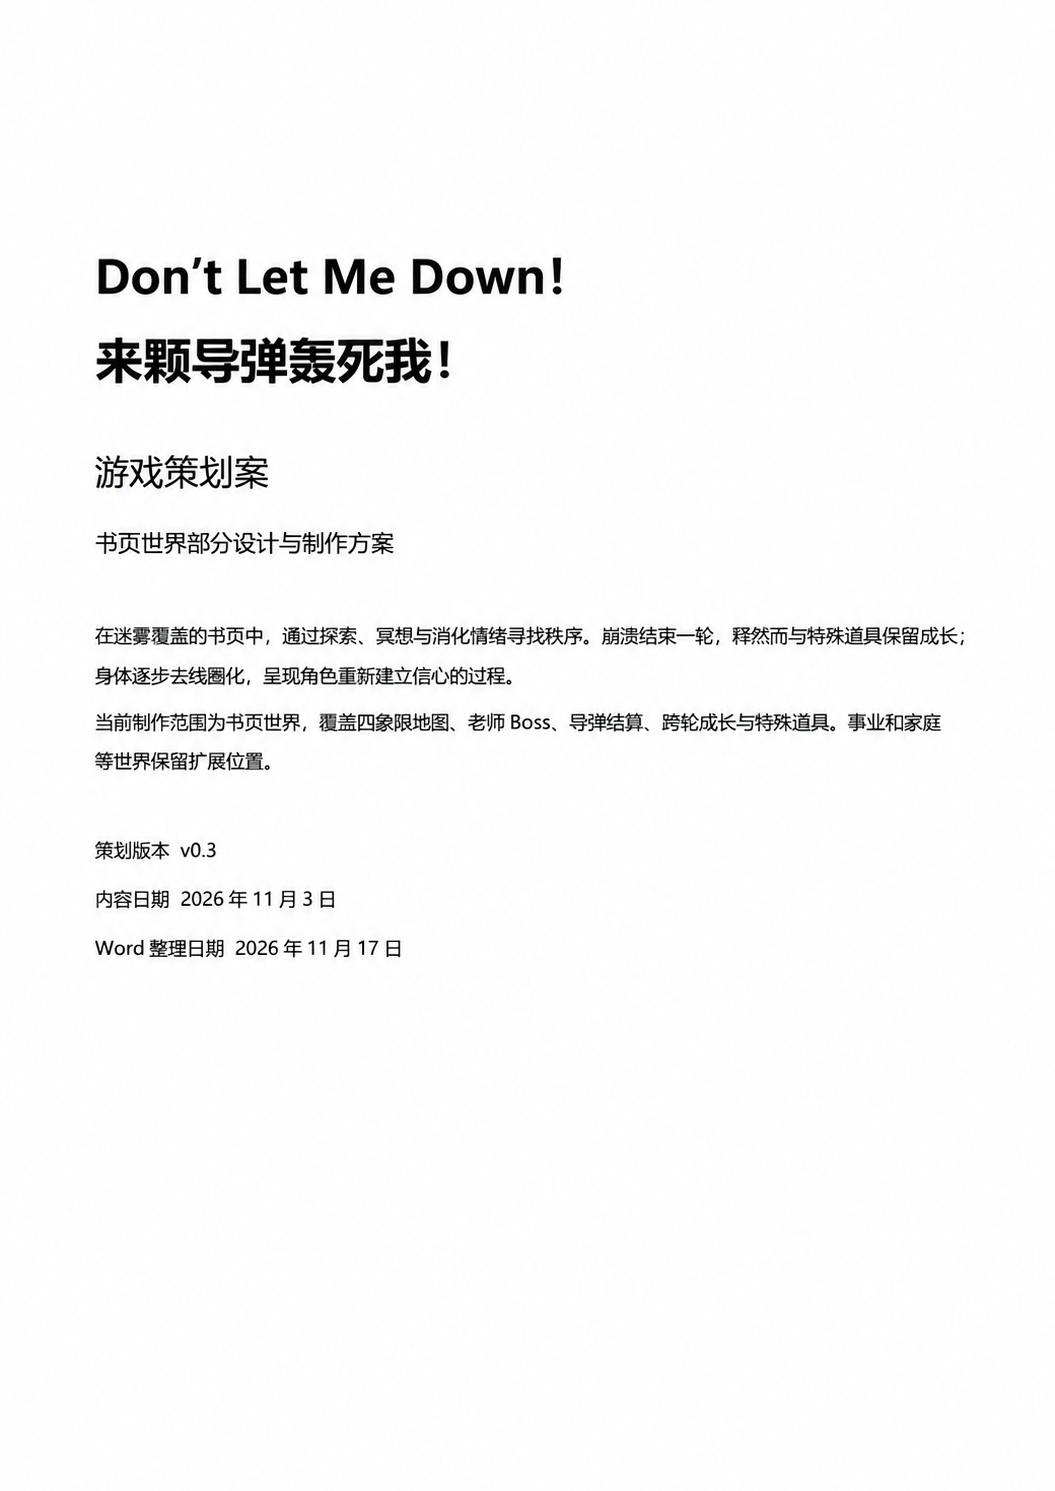 Don’t Let Me Down!
来颗导弹轰死我！
游戏策划案
书页世界部分设计与制作方案
在迷雾覆盖的书页中，通过探索、冥想与消化情绪寻找秩序。崩溃结束一轮，释然而与特殊道具保留成长；
身体逐步去线圈化，呈现角色重新建立信心的过程。
当前制作范围为书页世界，覆盖四象限地图、老师 Boss、导弹结算、跨轮成长与特殊道具。事业和家庭
等世界保留扩展位置。
策划版本 v0.3
内容日期 2026 年 11 月 3 日
Word 整理日期 2026 年 11 月 17 日